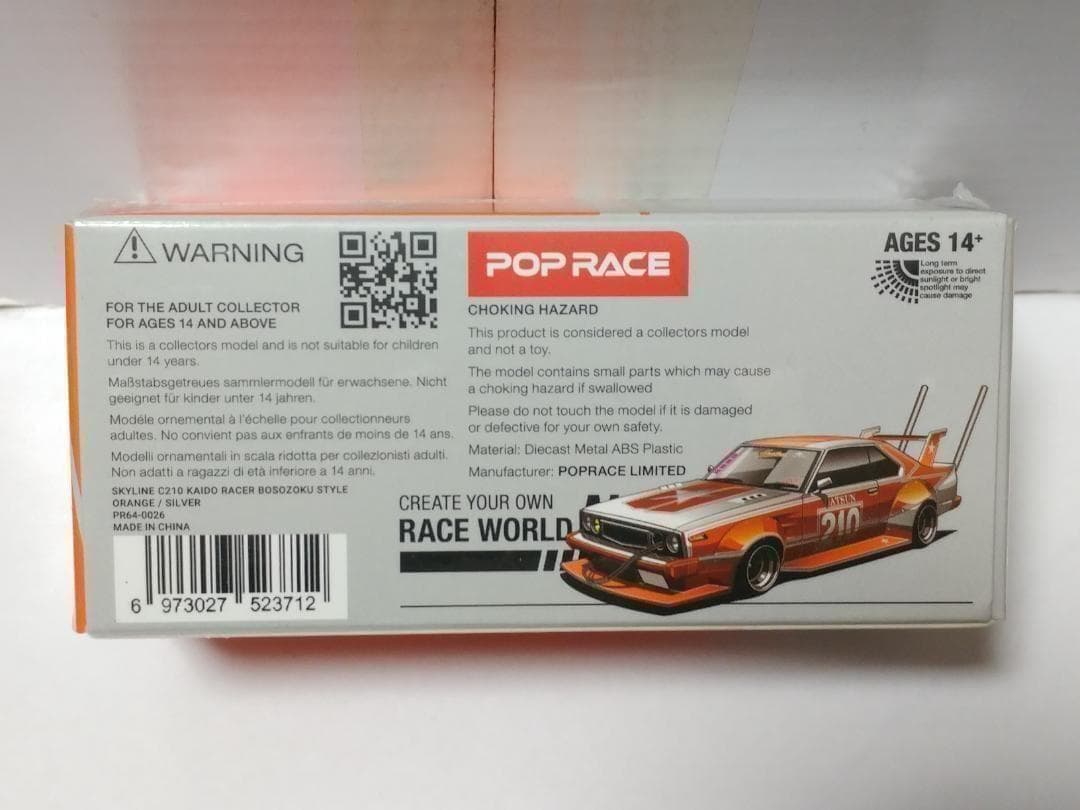 WARNING
FOR THE ADULT COLLECTOR
FOR AGES 14 AND ABOVE
This is a collectors model and is not suitable for children
under 14 years.
Maßstabsgetreues sammlermodell für erwachsene. Nicht
geeignet für kinder unter 14 jahren.
Modéle ornemental à l'échelle pour collectionneurs
adultes. No convient pas aux enfrants de moins de 14 ans.
Modelli ornamentali in scala ridotta per collezionisti adulti.
Non adatti a ragazzi di età inferiore a 14 anni.
SKYLINE C210 KAIDO RACER BOSOZOKU STYLE
ORANGE / SILVER
PR64-0026
MADE IN CHINA
6 973027 523712
POP RACE
CHOKING HAZARD
This product is considered a collectors model
and not a toy.
The model contains small parts which may cause
a choking hazard if swallowed
Please do not touch the model if it is damaged
or defective for your own safety.
Material: Diecast Metal ABS Plastic
Manufacturer: POPRACE LIMITED
CREATE YOUR OWN
RACE WORLD
AGES 14+
Long term
exposure to direct
sunlight or bright
spotlight may
cause damage
210